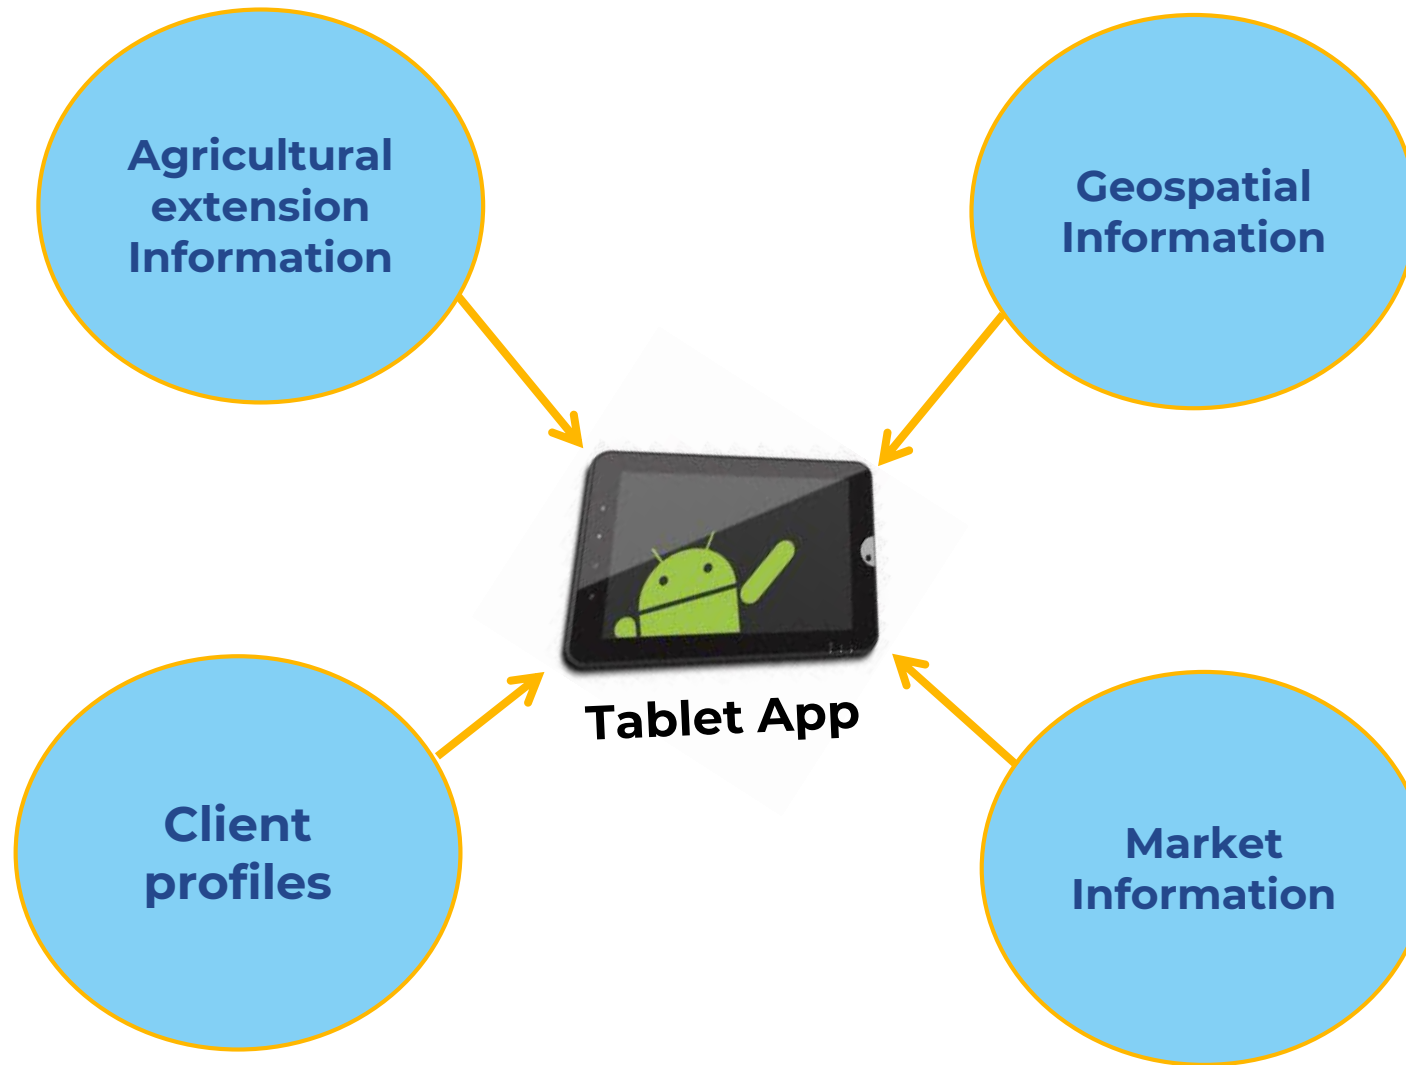 Agricultural
extension
Information
Geospatial
Information
Tablet App
Client
profiles
Market
Information